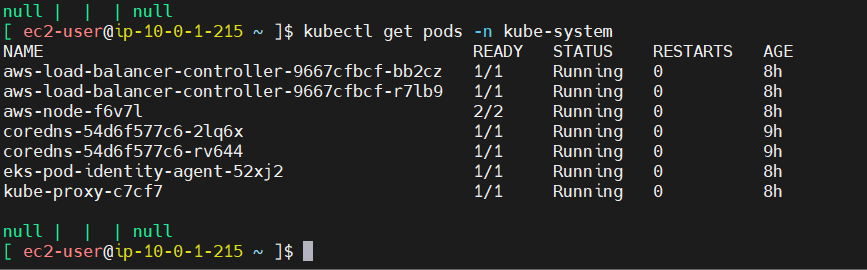 null | | | null
[ ec2-user@ip-10-0-1-215 ~ ]$ kubectl get pods -n kube-system
NAME READY STATUS RESTARTS AGE
aws-load-balancer-controller-9667cfbcf-bb2cz 1/1 Running 0 8h
aws-load-balancer-controller-9667cfbcf-r7lb9 1/1 Running 0 8h
aws-node-f6v7l 2/2 Running 0 8h
coredns-54d6f577c6-2lq6x 1/1 Running 0 9h
coredns-54d6f577c6-rv644 1/1 Running 0 9h
eks-pod-identity-agent-52xj2 1/1 Running 0 8h
kube-proxy-c7cf7 1/1 Running 0 8h
null | | | null
[ ec2-user@ip-10-0-1-215 ~ ]$